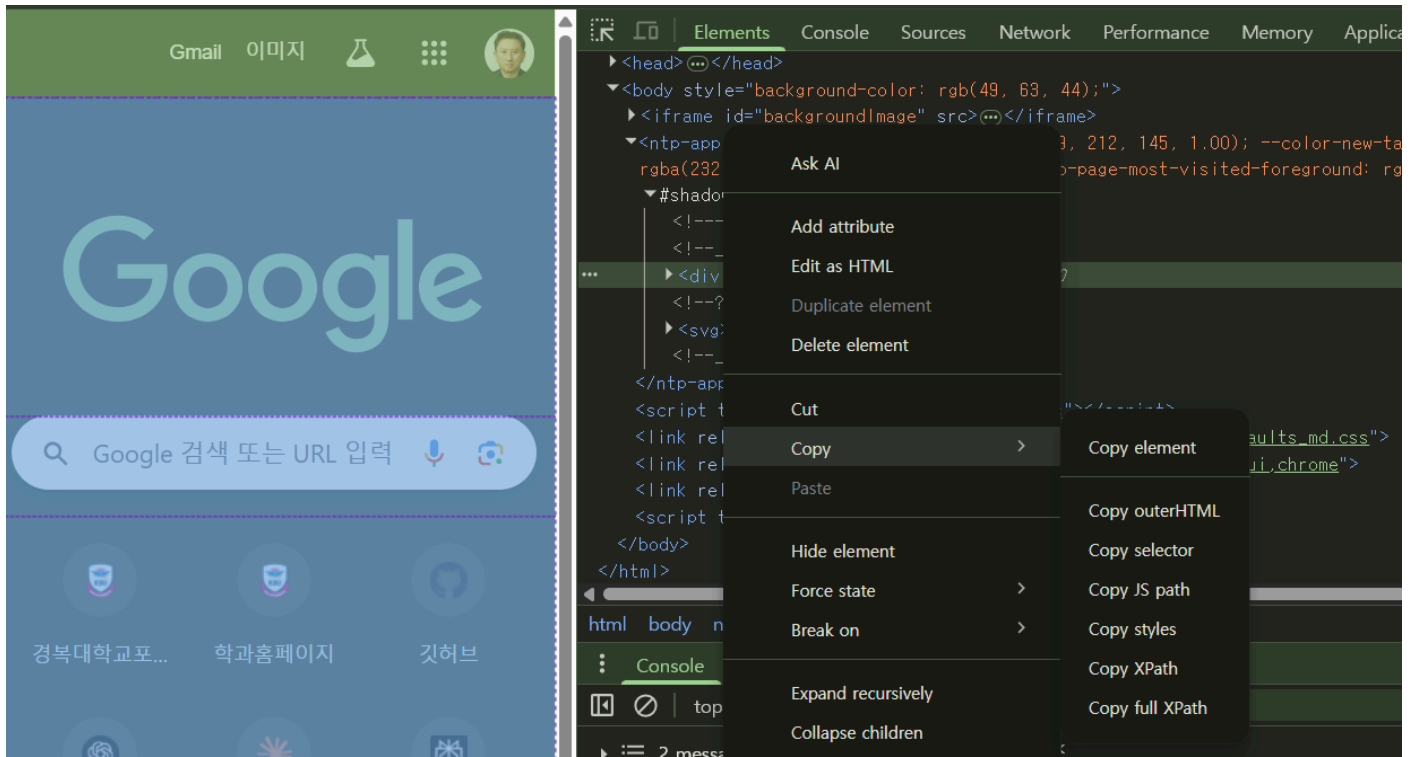 Gmail 이미지
Google
Google 검색 또는 URL 입력
경북대학교포...
학과홈페이지
깃허브
Elements Console Sources Network Performance Memory Applica
<head>…</head>
<body style="background-color: rgb(49, 63, 44);">
<iframe id="backgroundImage" src>…</iframe>
<ntp-app , 212, 145, 1.00); --color-new-ta
rgba(232 -page-most-visited-foreground: rg
#shado
<!---
<!--_
... <div
<!--?
<svg>
<!--_
</ntp-app
<script t "></script>
<link rel aults_md.css">
<link rel ui,chrome">
<link rel
<script t
</body>
</html>
html body n
Console
top
2 messa
Ask AI
Add attribute
Edit as HTML
Duplicate element
Delete element
Cut
Copy
Paste
Hide element
Force state
Break on
Expand recursively
Collapse children
Copy element
Copy outerHTML
Copy selector
Copy JS path
Copy styles
Copy XPath
Copy full XPath